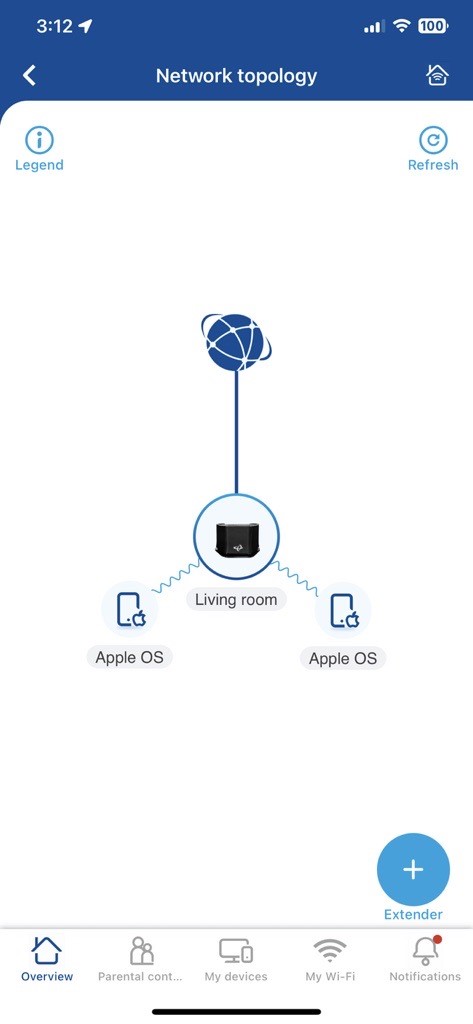 3:12
100
Network topology
Legend
Refresh
Living room
Apple OS
Apple OS
Extender
Overview
Parental cont...
My devices
My Wi-Fi
Notifications